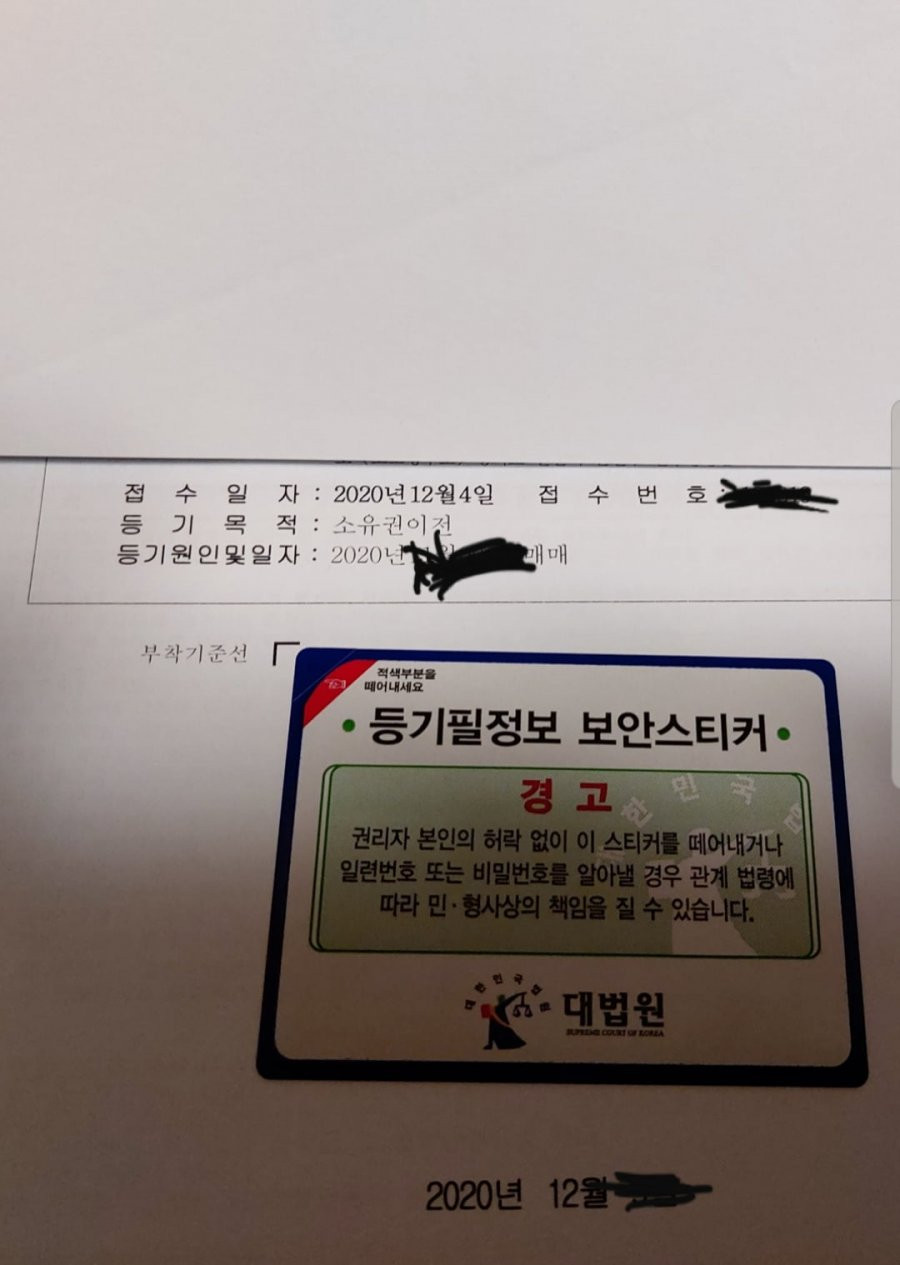 접 수 일 자 : 2020년12월4일 접 수 번 호 :
등 기 목 적 : 소유권이전
등기원인및일자 : 2020년 매매
부착기준선
적색부분을
떼어내세요
• 등기필정보 보안스티커 •
경 고
권리자 본인의 허락 없이 이 스티커를 떼어내거나
일련번호 또는 비밀번호를 알아낼 경우 관계 법령에
따라 민·형사상의 책임을 질 수 있습니다.
대한민국법원
대법원
SUPREME COURT OF KOREA
2020년 12월